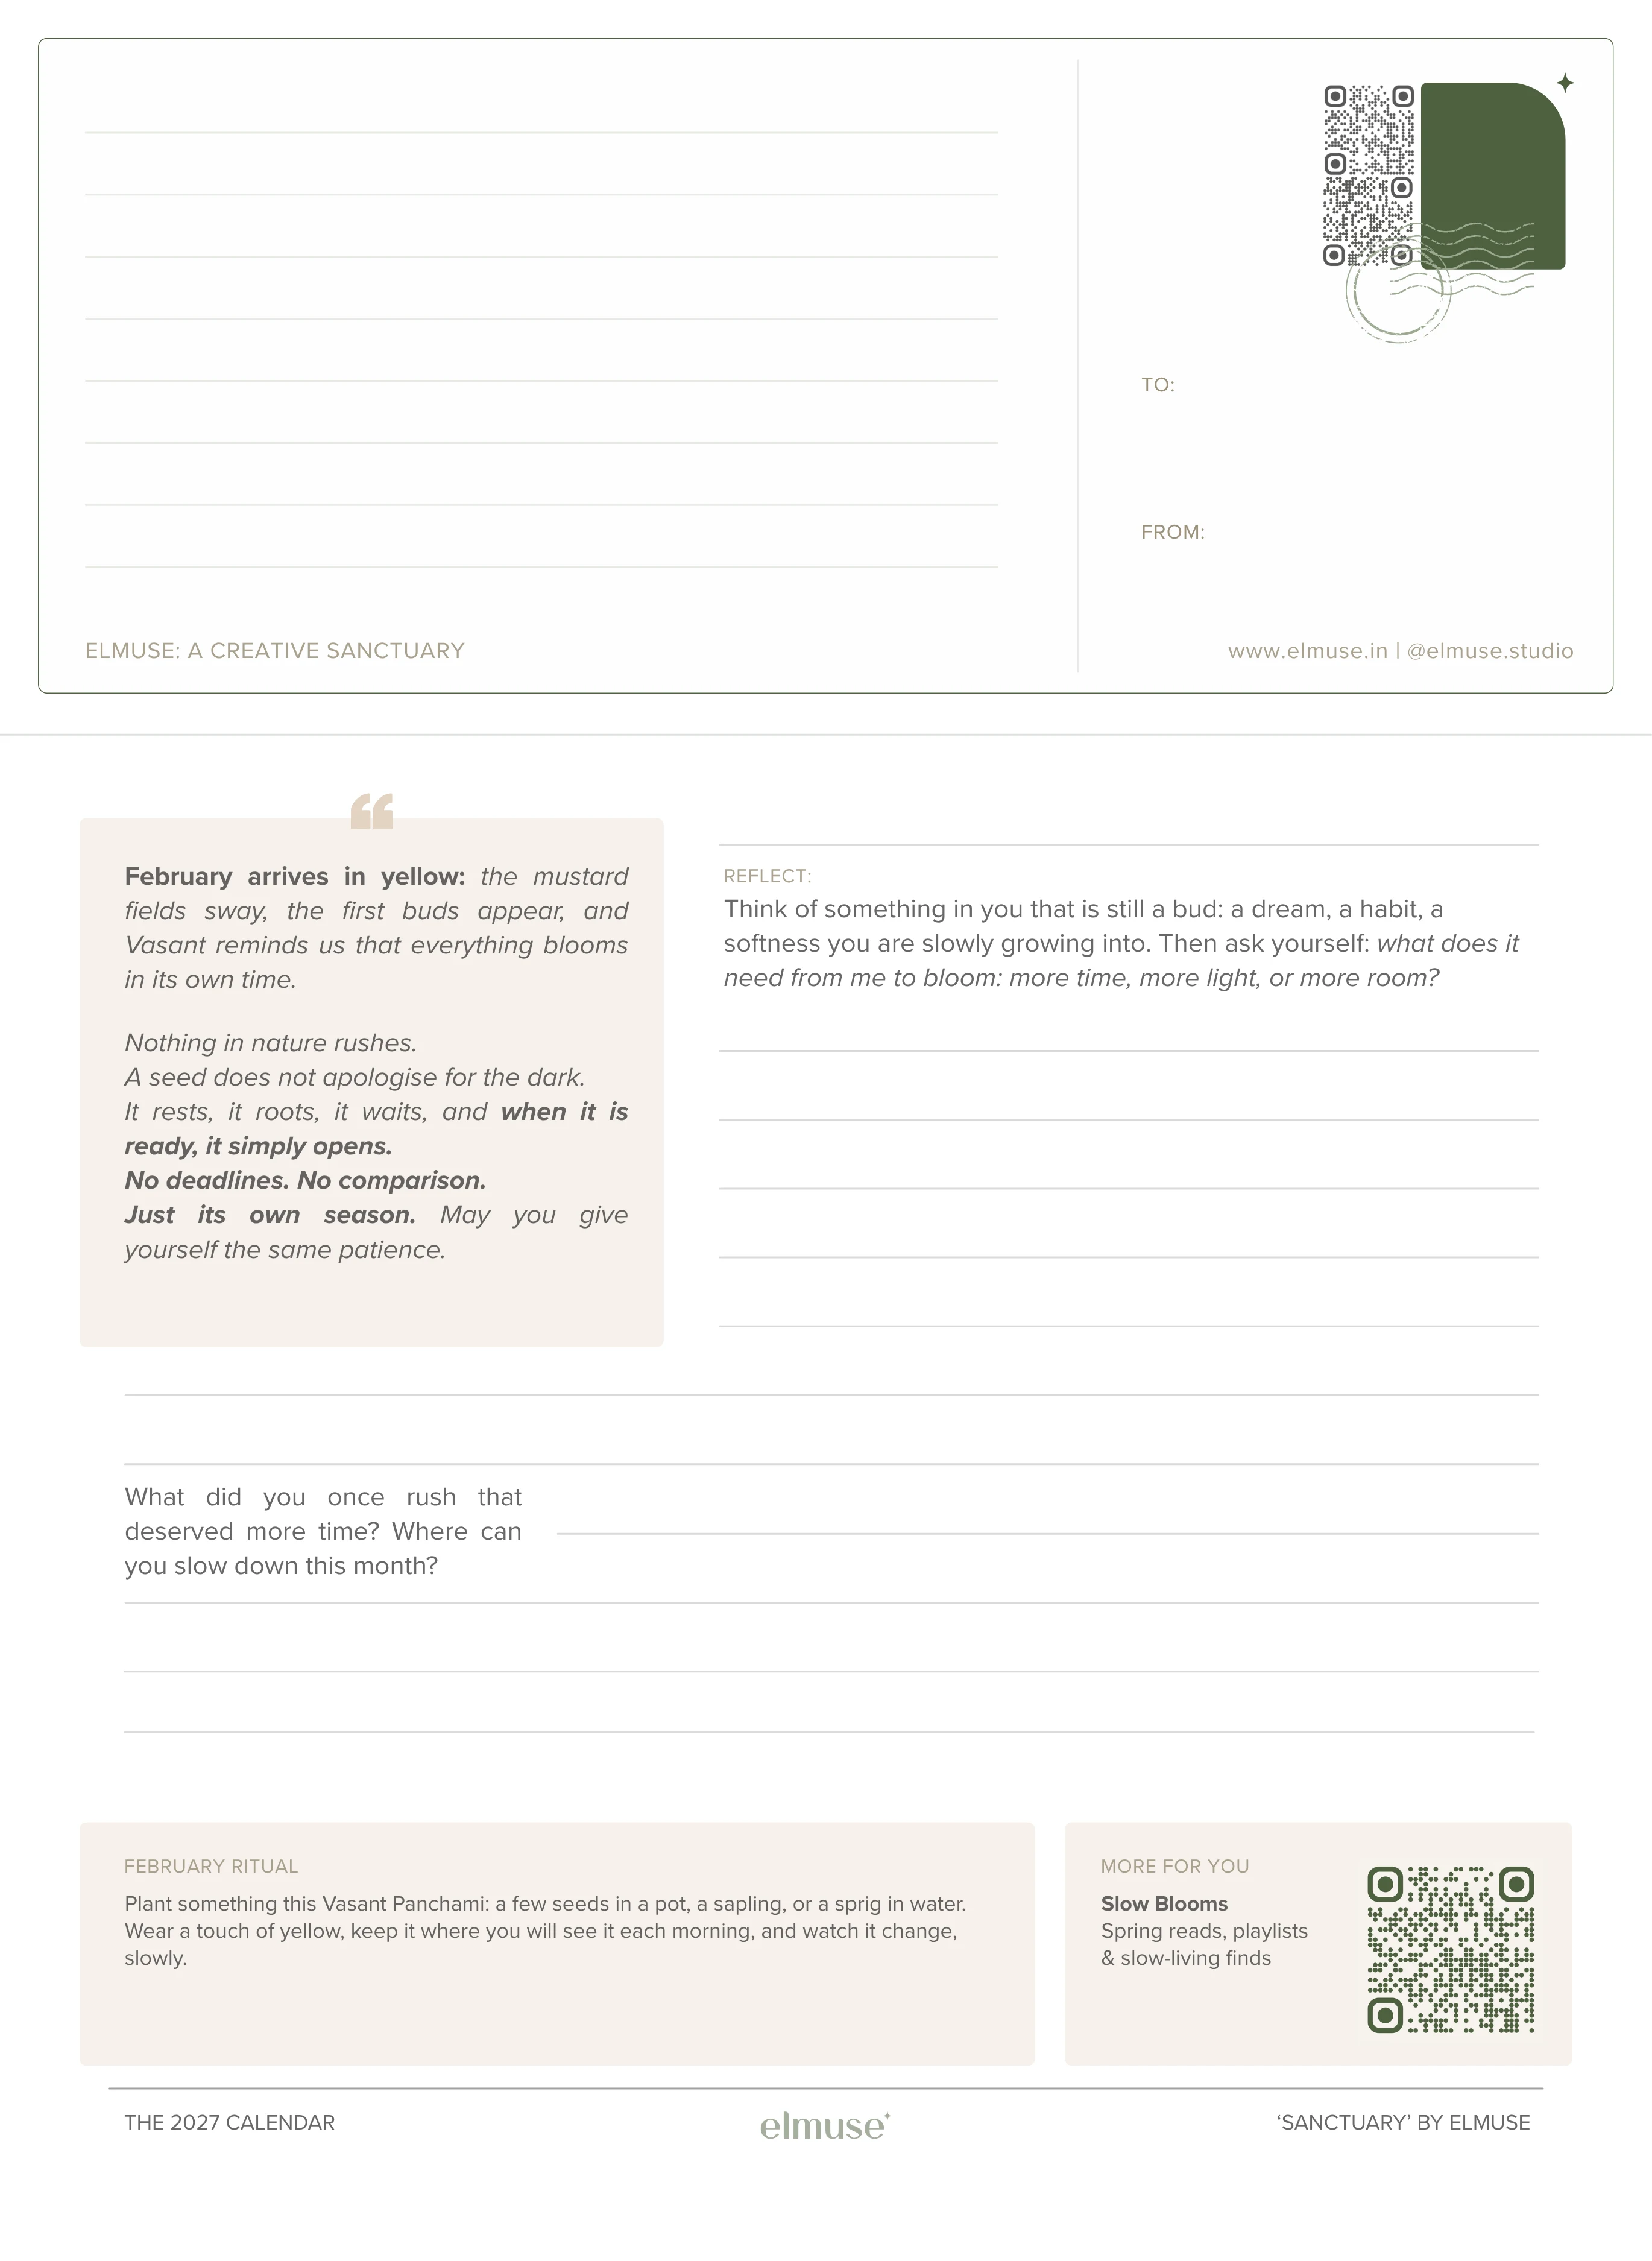 TO:
FROM:
ELMUSE: A CREATIVE SANCTUARY
www.elmuse.in | @elmuse.studio
February arrives in yellow: the mustard
fields sway, the first buds appear, and
Vasant reminds us that everything blooms
in its own time.
Nothing in nature rushes.
A seed does not apologise for the dark.
It rests, it roots, it waits, and when it is
ready, it simply opens.
No deadlines. No comparison.
Just its own season. May you give
yourself the same patience.
REFLECT:
Think of something in you that is still a bud: a dream, a habit, a
softness you are slowly growing into. Then ask yourself: what does it
need from me to bloom: more time, more light, or more room?
What did you once rush that
deserved more time? Where can
you slow down this month?
FEBRUARY RITUAL
Plant something this Vasant Panchami: a few seeds in a pot, a sapling, or a sprig in water.
Wear a touch of yellow, keep it where you will see it each morning, and watch it change,
slowly.
MORE FOR YOU
Slow Blooms
Spring reads, playlists
& slow-living finds
THE 2027 CALENDAR
elmuse
‘SANCTUARY’ BY ELMUSE